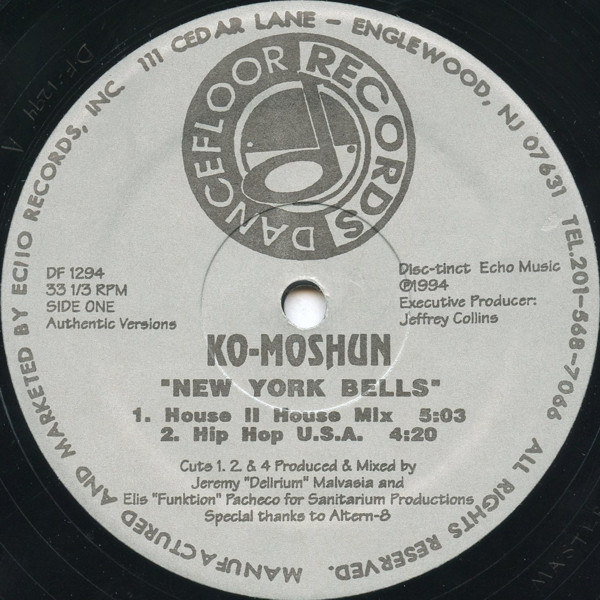 MANUFACTURED AND MARKETED BY ECHO RECORDS, INC. 111 CEDAR LANE - ENGLEWOOD, NJ 07631 TEL.201-568-7066 ALL RIGHTS RESERVED.
DANCEFLOOR RECORDS
DF 1294
33 1/3 RPM
SIDE ONE
Authentic Versions
Disc-tinct Echo Music
℗1994
Executive Producer:
Jeffrey Collins
KO-MOSHUN
"NEW YORK BELLS"
1. House II House Mix 5:03
2. Hip Hop U.S.A. 4:20
Cuts 1, 2, & 4 Produced & Mixed by
Jeremy "Delirium" Malvasia and
Elis "Funktion" Pacheco for Sanitarium Productions
Special thanks to Altern-8
DF-1294